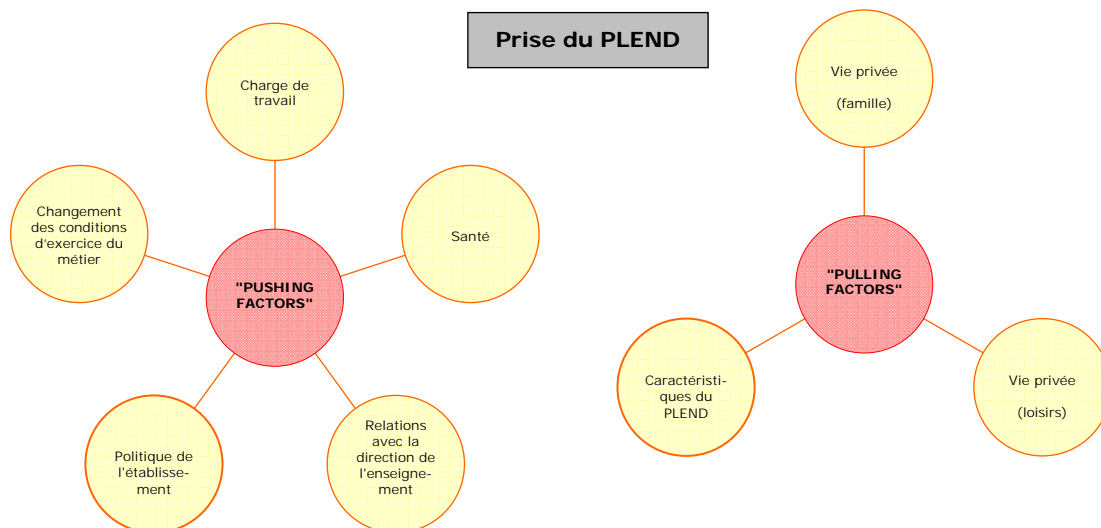 Prise du PLEND
Charge de
travail
Changement
des conditions
d'exercice du
métier
Santé
"PUSHING
FACTORS"
Politique de
l'établisse-
ment
Relations
avec la
direction de
l'enseigne-
ment
Vie privée
(famille)
"PULLING
FACTORS"
Caractéristi-
ques du
PLEND
Vie privée
(loisirs)